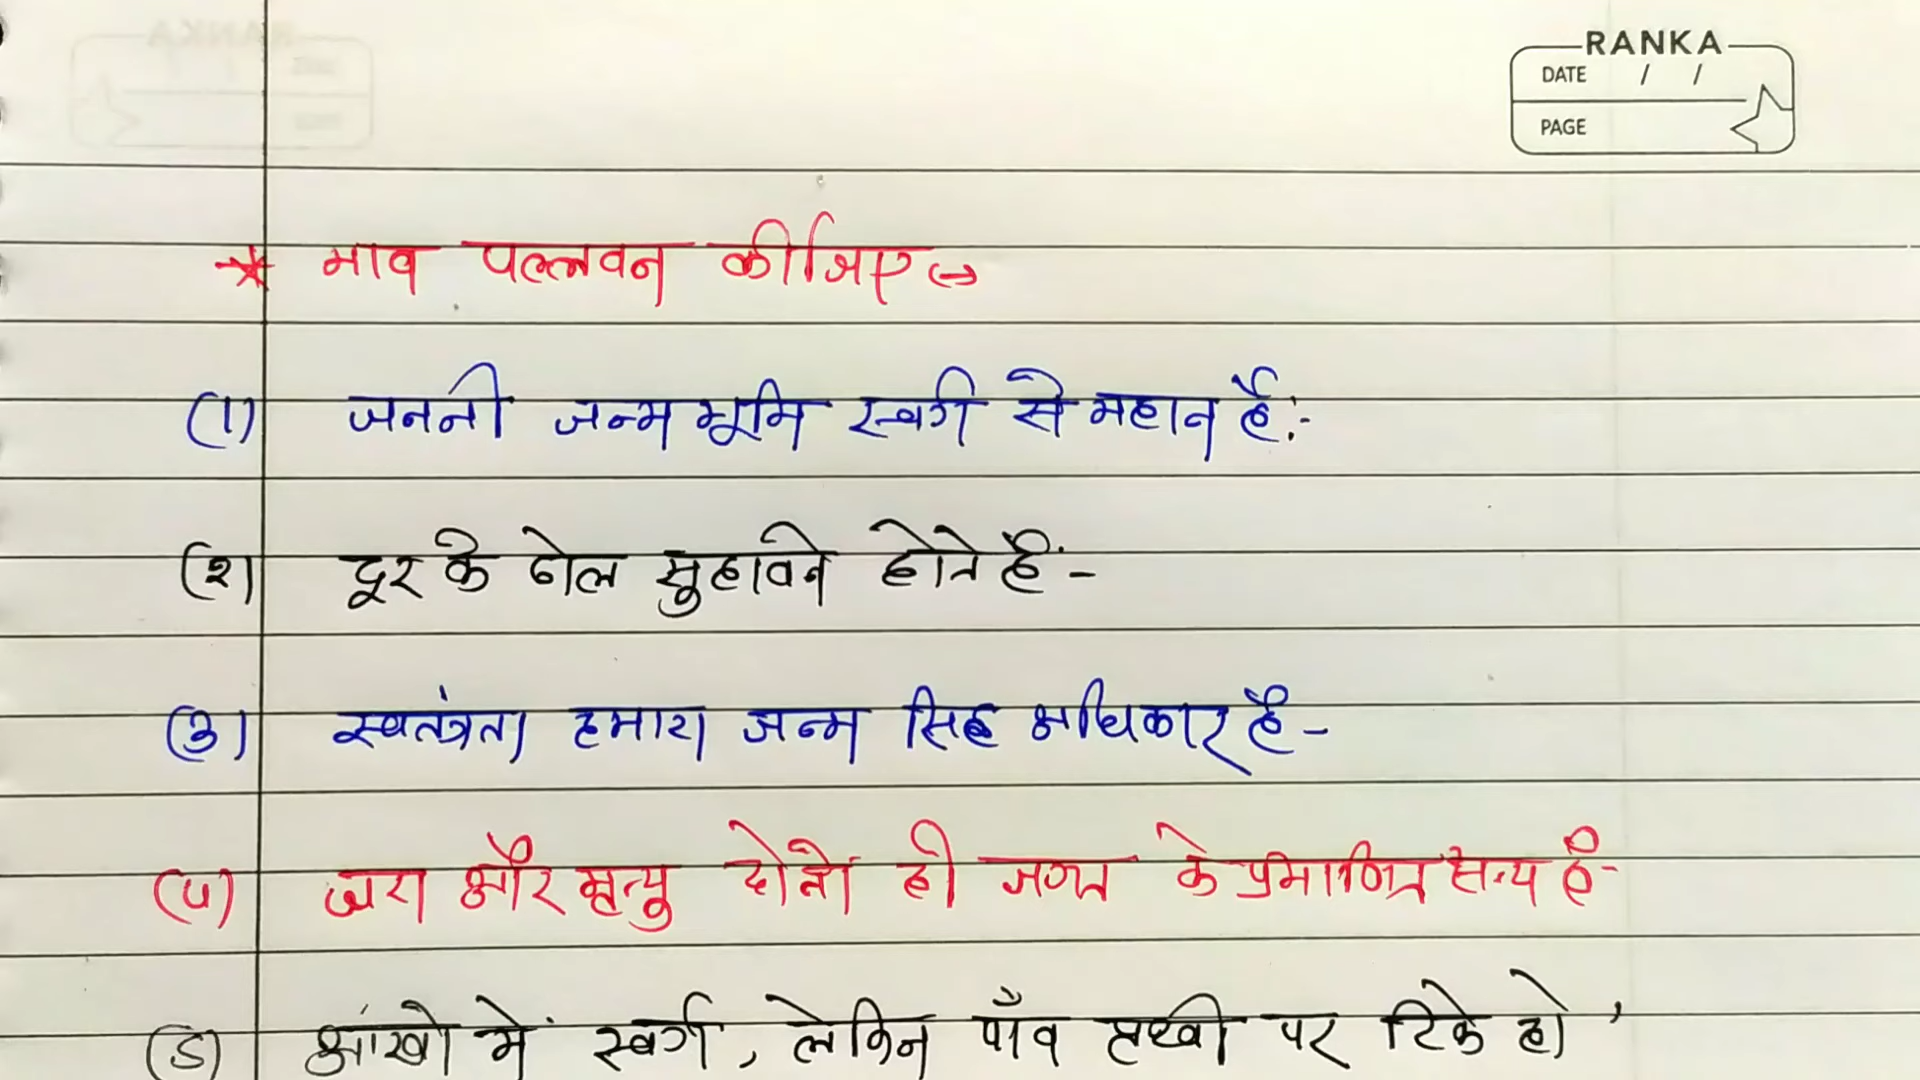 RANKA
DATE / /
PAGE
* भाव पल्लवन कीजिए →
(1) जननी जन्मभूमि स्वर्ग से महान है:-
(२) दूर के ढोल सुहावने होते है:-
(3) स्वतंत्रता हमारा जन्म सिद्ध अधिकार है-
(4) जरा और मृत्यु दोनो ही जगत के प्रमाणित सत्य है-
(5) आंखो में स्वर्ग, लेकिन पाँव पृथ्वी पर टिके हो'